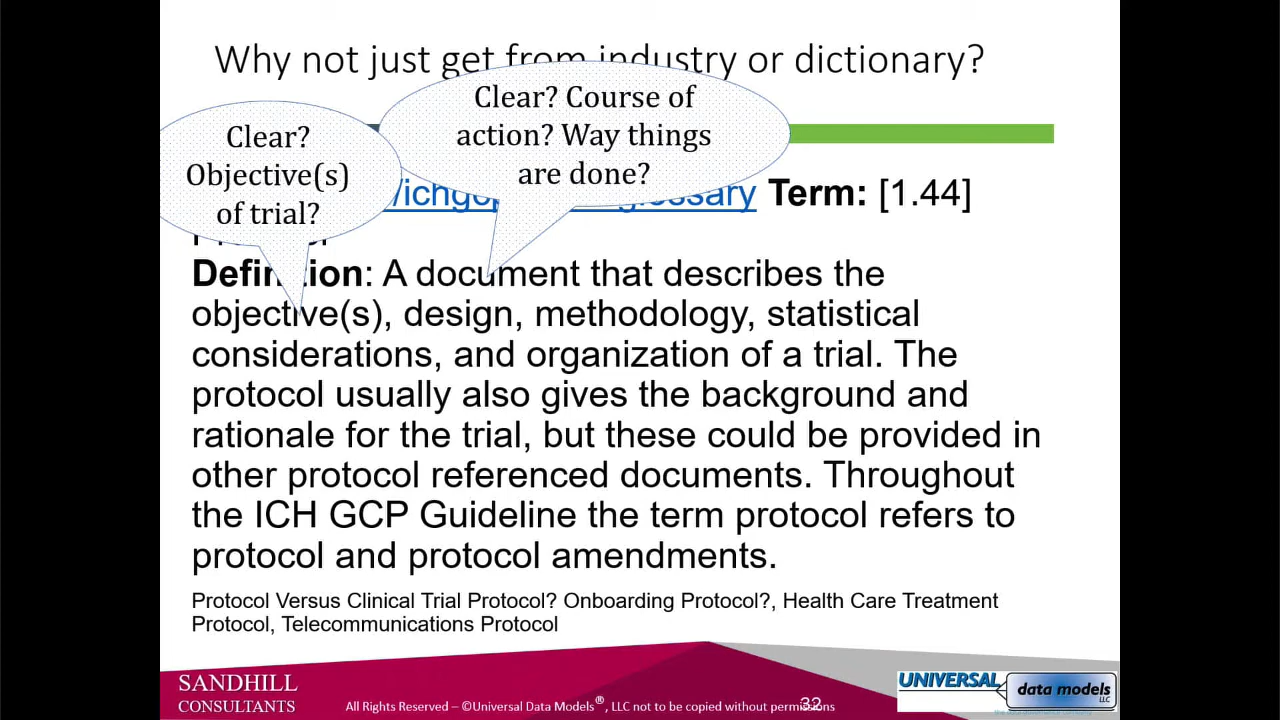 Why not just get from industry or dictionary?
Clear? Course of
action? Way things
are done?
Clear?
Objective(s)
of trial?
Term: [1.44]
Definition: A document that describes the
objective(s), design, methodology, statistical
considerations, and organization of a trial. The
protocol usually also gives the background and
rationale for the trial, but these could be provided in
other protocol referenced documents. Throughout
the ICH GCP Guideline the term protocol refers to
protocol and protocol amendments.
Protocol Versus Clinical Trial Protocol? Onboarding Protocol?, Health Care Treatment
Protocol, Telecommunications Protocol
SANDHILL
CONSULTANTS
All Rights Reserved – ©Universal Data Models®, LLC not to be copied without permissions
32
UNIVERSAL
data models
LLC